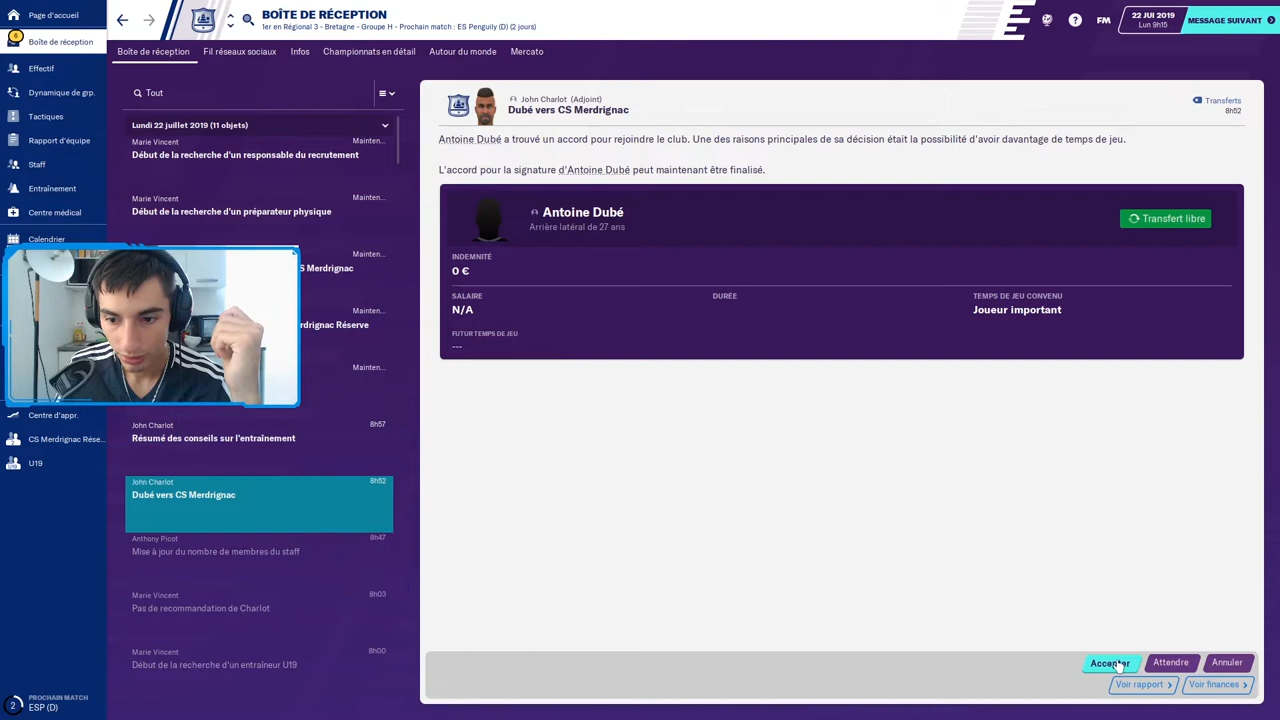 Page d'accueil
6
Boîte de réception
Effectif
Dynamique de grp.
Tactiques
Rapport d'équipe
Staff
Entraînement
Centre médical
Calendrier
Centre d'appr.
CS Merdrignac Rése...
U19
U19
2
PROCHAIN MATCH
ESP (D)
BOÎTE DE RÉCEPTION
1er en Régional 3 - Bretagne - Groupe H - Prochain match : ES Penguily (D) (2 jours)
?
FM
22 JUI 2019
Lun 9h15
MESSAGE SUIVANT
Boîte de réception
Fil réseaux sociaux
Infos
Championnats en détail
Autour du monde
Mercato
Tout
Lundi 22 juillet 2019 (11 objets)
Marie Vincent
Mainten...
Début de la recherche d'un responsable du recrutement
Marie Vincent
Mainten...
Début de la recherche d'un préparateur physique
Mainten...
S Merdrignac
Mainten...
rdrignac Réserve
Mainten...
John Charlot
8h57
Résumé des conseils sur l'entraînement
John Charlot
8h52
Dubé vers CS Merdrignac
Anthony Picot
8h47
Mise à jour du nombre de membres du staff
Marie Vincent
8h03
Pas de recommandation de Charlot
Marie Vincent
8h00
Début de la recherche d'un entraîneur U19
John Charlot (Adjoint)
Dubé vers CS Merdrignac
Transferts
8h52
Antoine Dubé a trouvé un accord pour rejoindre le club. Une des raisons principales de sa décision était la possibilité d'avoir davantage de temps de jeu.
L'accord pour la signature d'Antoine Dubé peut maintenant être finalisé.
Antoine Dubé
Arrière latéral de 27 ans
Transfert libre
INDEMNITÉ
0 €
SALAIRE
N/A
DURÉE
TEMPS DE JEU CONVENU
Joueur important
FUTUR TEMPS DE JEU
---
Accepter
Attendre
Annuler
Voir rapport
Voir finances